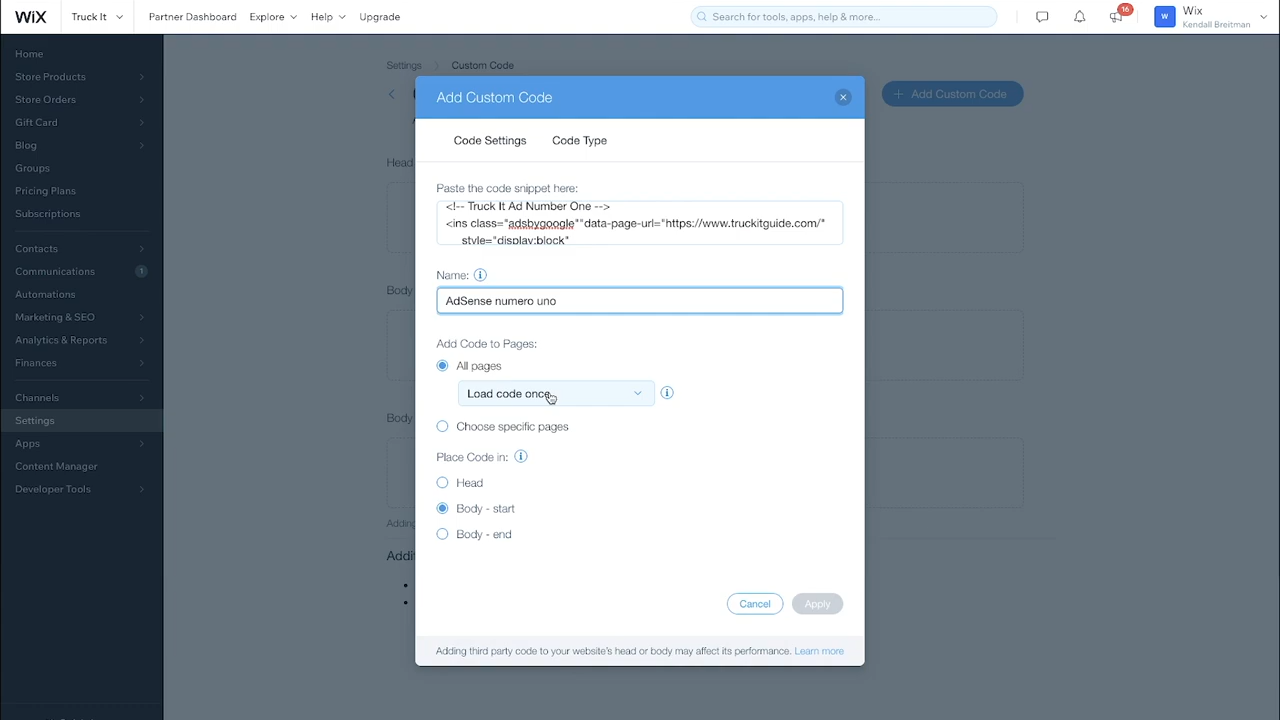 WiX Truck It Partner Dashboard Explore Help Upgrade Search for tools, apps, help & more... 16 W Wix
Kendall Breitman
Home
Store Products
Store Orders
Gift Card
Blog
Groups
Pricing Plans
Subscriptions
Contacts
Communications 1
Automations
Marketing & SEO
Analytics & Reports
Finances
Channels
Settings
Apps
Content Manager
Developer Tools
Settings Custom Code
+ Add Custom Code
Head
Body
Body
Adding
Addi
Add Custom Code
Code Settings Code Type
Paste the code snippet here:
<!-- Truck It Ad Number One -->
<ins class="adsbygoogle""data-page-url="https://www.truckitguide.com/"
style="display:block"
Name:
AdSense numero uno
Add Code to Pages:
All pages
Load code once
Choose specific pages
Place Code in:
Head
Body - start
Body - end
Cancel Apply
Adding third party code to your website's head or body may affect its performance. Learn more